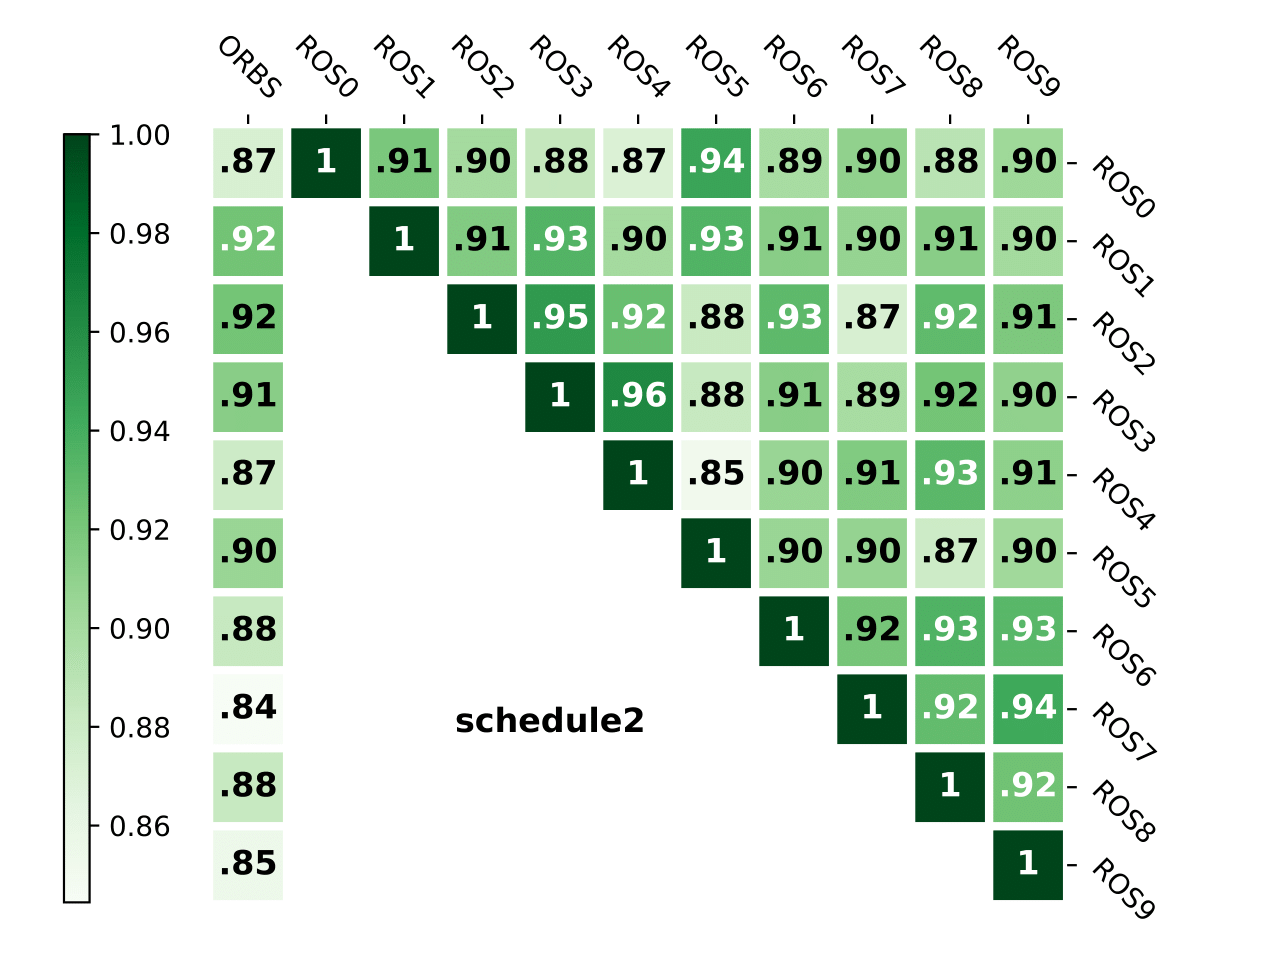 ORBS ROS0 ROS1 ROS2 ROS3 ROS4 ROS5 ROS6 ROS7 ROS8 ROS9
1.00
0.98
0.96
0.94
0.92
0.90
0.88
0.86
.87 1 .91 .90 .88 .87 .94 .89 .90 .88 .90 ROS0
.92 1 .91 .93 .90 .93 .91 .90 .91 .90 ROS1
.92 1 .95 .92 .88 .93 .87 .92 .91 ROS2
.91 1 .96 .88 .91 .89 .92 .90 ROS3
.87 1 .85 .90 .91 .93 .91 ROS4
.90 1 .90 .90 .87 .90 ROS5
.88 1 .92 .93 .93 ROS6
.84 1 .92 .94 ROS7
schedule2
.88 1 .92 ROS8
.85 1 ROS9